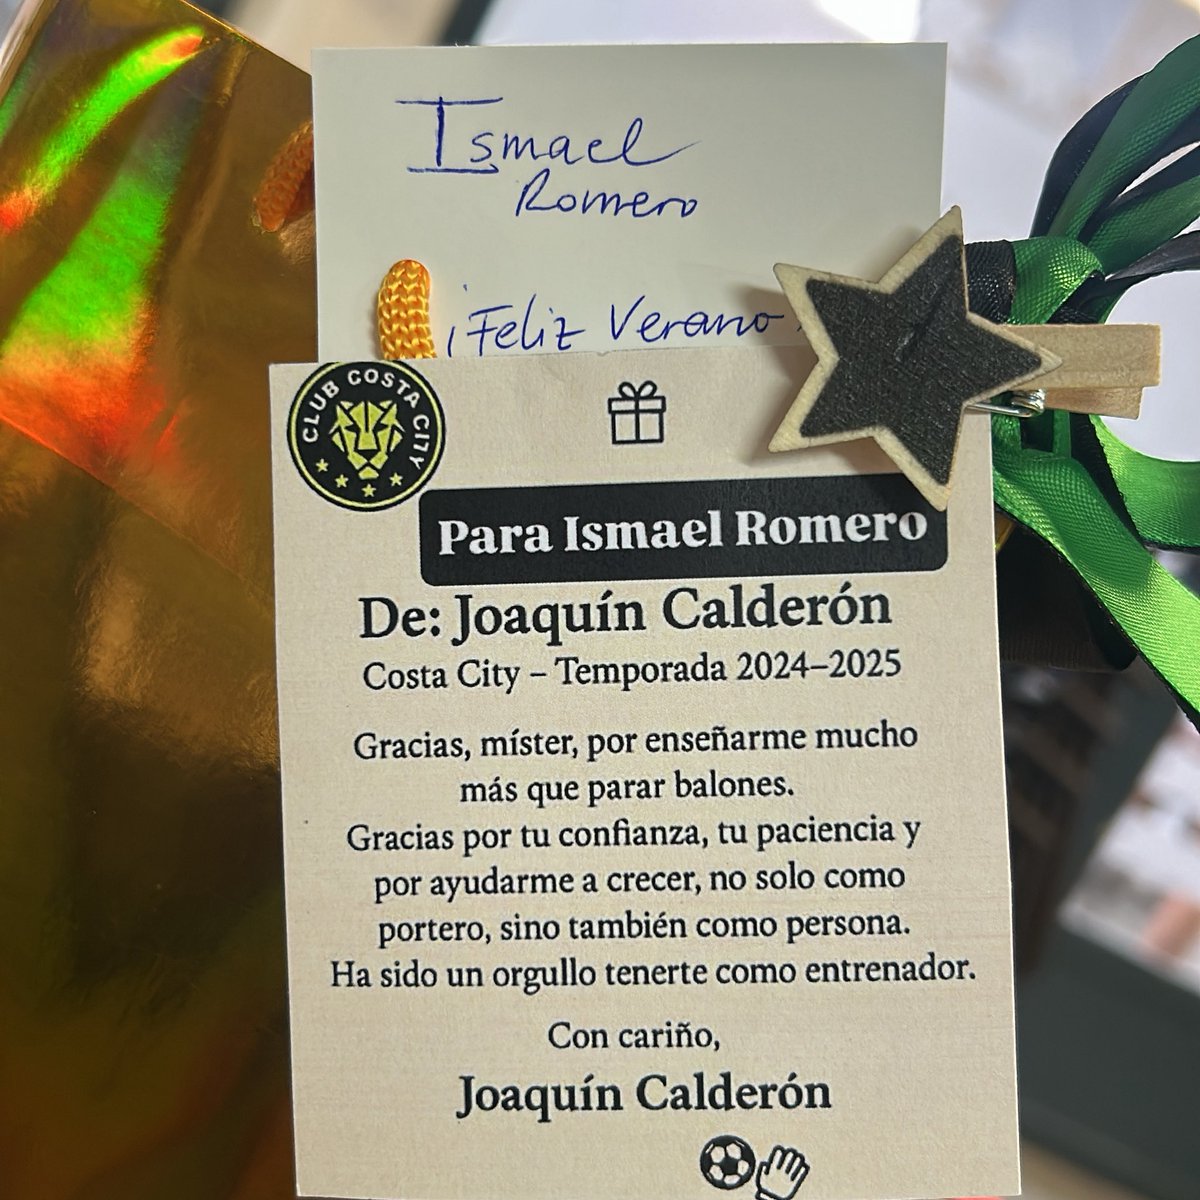 Ismael
Romero
¡Feliz Verano
CLUB COSTA CITY
Para Ismael Romero
De: Joaquín Calderón
Costa City – Temporada 2024–2025
Gracias, míster, por enseñarme mucho
más que parar balones.
Gracias por tu confianza, tu paciencia y
por ayudarme a crecer, no solo como
portero, sino también como persona.
Ha sido un orgullo tenerte como entrenador.
Con cariño,
Joaquín Calderón